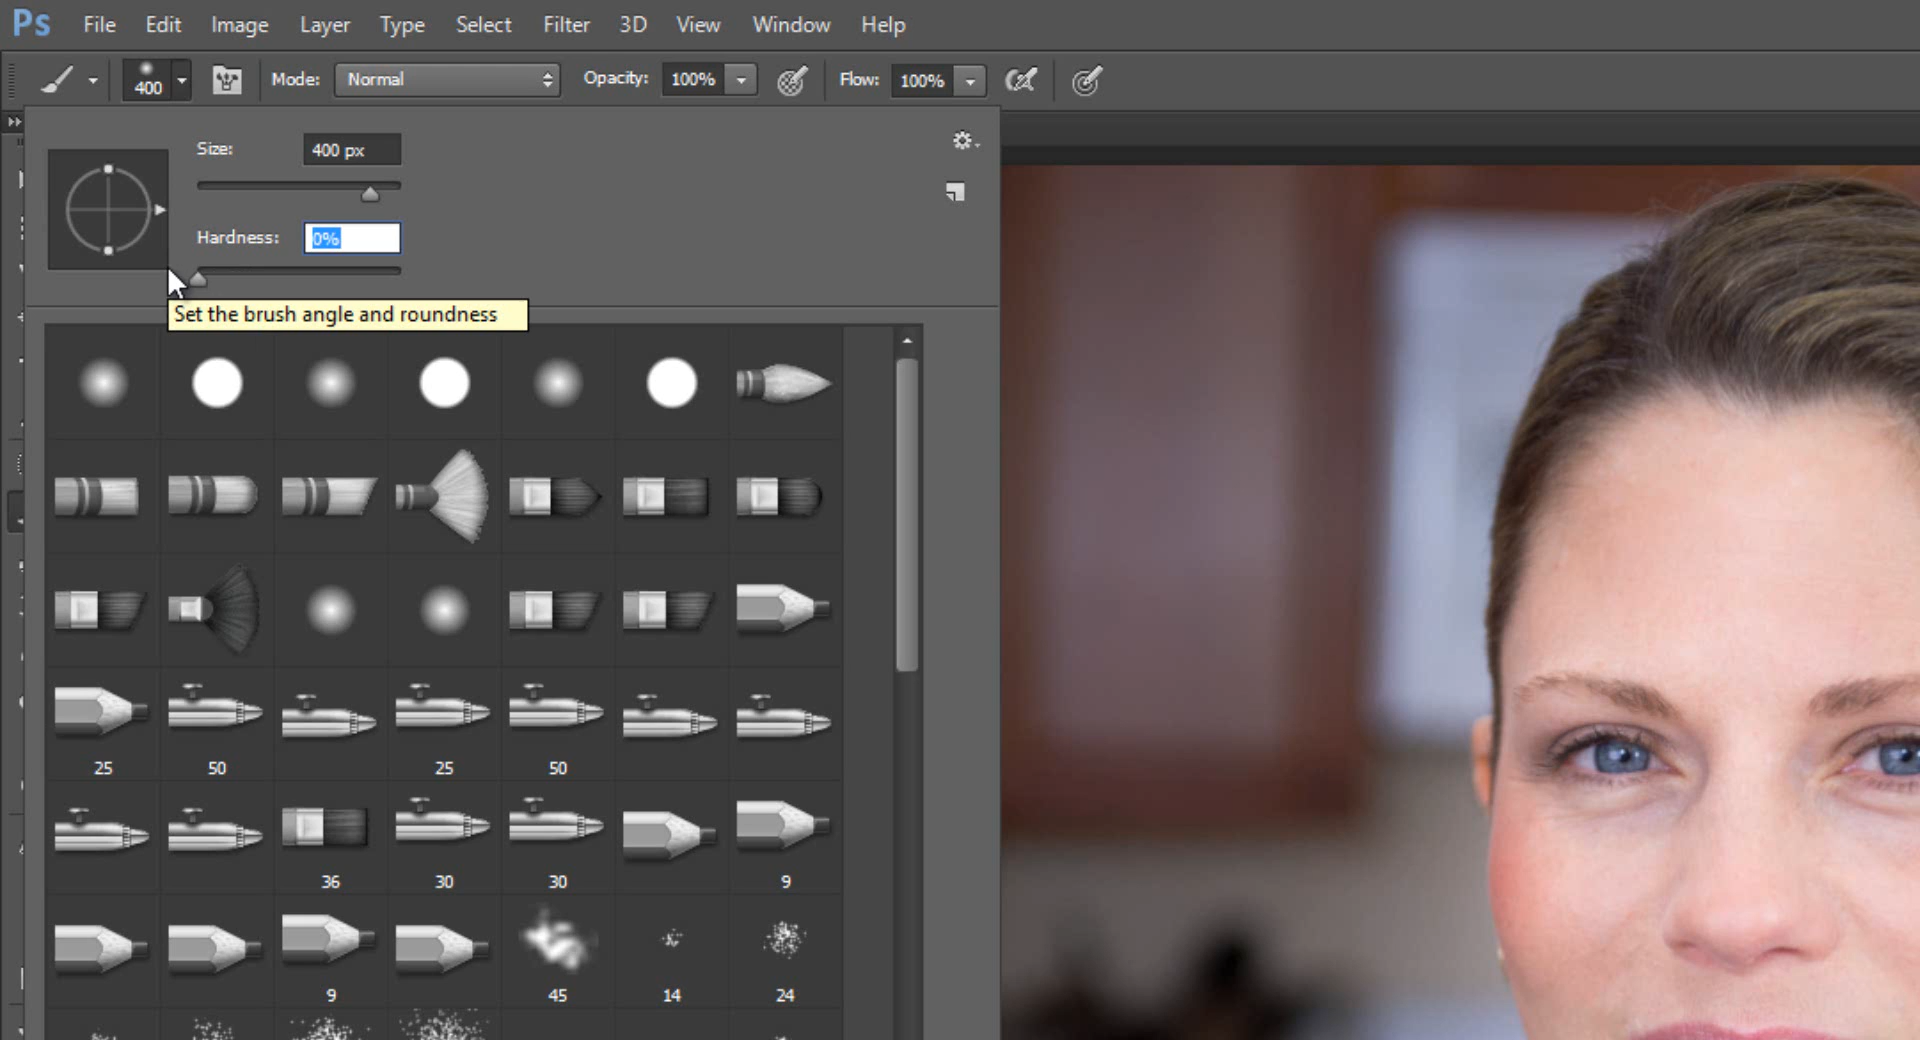 Ps File Edit Image Layer Type Select Filter 3D View Window Help
400 Mode: Normal Opacity: 100% Flow: 100%
Size: 400 px
Hardness: 0%
Set the brush angle and roundness
25 50 25 50
36 30 30 9
9 45 14 24